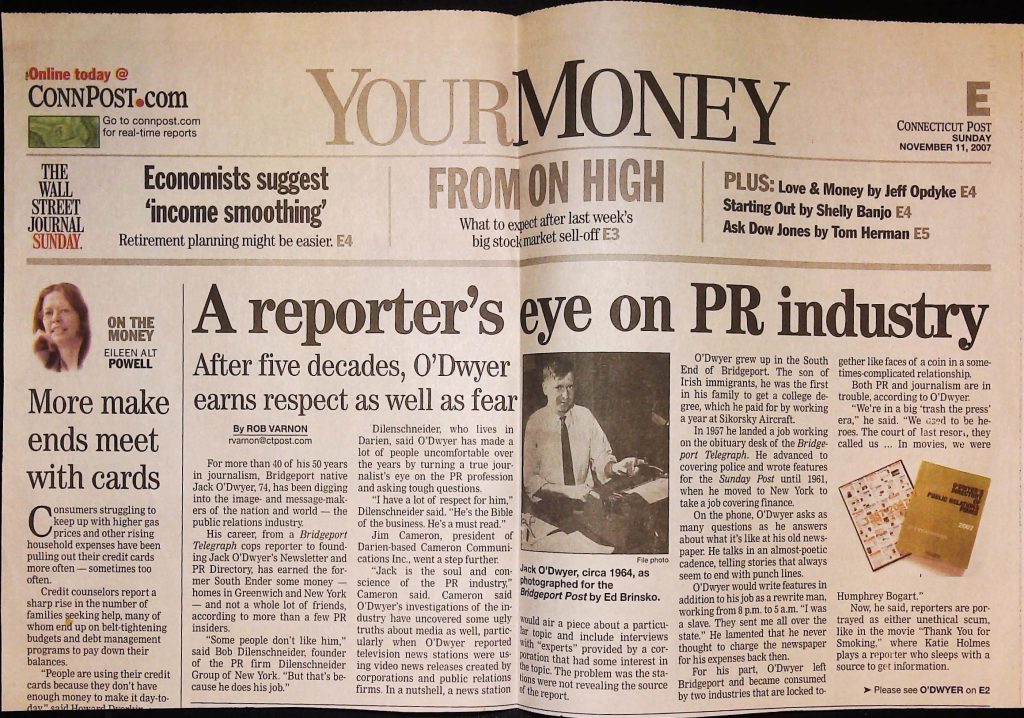 Online today @
CONNPOST.com
Go to connpost.com
for real-time reports
YOUR MONEY
E
CONNECTICUT POST
SUNDAY
NOVEMBER 11, 2007
THE
WALL
STREET
JOURNAL
SUNDAY.
Economists suggest
'income smoothing'
Retirement planning might be easier. E4
FROM ON HIGH
What to expect after last week's
big stock market sell-off E3
PLUS: Love & Money by Jeff Opdyke E4
Starting Out by Shelly Banjo E4
Ask Dow Jones by Tom Herman E5
ON THE
MONEY
EILEEN ALT
POWELL
More make
ends meet
with cards
Consumers struggling to
keep up with higher gas
prices and other rising
household expenses have been
pulling out their credit cards
more often — sometimes too
often.
Credit counselors report a
sharp rise in the number of
families seeking help, many of
whom end up on belt-tightening
budgets and debt management
programs to pay down their
balances.
"People are using their credit
cards because they don't have
enough money to make it day-to-
day," said Howard Dvorkin
A reporter's eye on PR industry
After five decades, O'Dwyer
earns respect as well as fear
By ROB VARNON
rvarnon@ctpost.com
For more than 40 of his 50 years
in journalism, Bridgeport native
Jack O'Dwyer, 74, has been digging
into the image- and message-mak-
ers of the nation and world — the
public relations industry.
His career, from a Bridgeport
Telegraph cops reporter to found-
ing Jack O'Dwyer's Newsletter and
PR Directory, has earned the for-
mer South Ender some money —
homes in Greenwich and New York
— and not a whole lot of friends,
according to more than a few PR
insiders.
"Some people don't like him,"
said Bob Dilenschneider, founder
of the PR firm Dilenschneider
Group of New York. "But that's be-
cause he does his job."
Dilenschneider, who lives in
Darien, said O'Dwyer has made a
lot of people uncomfortable over
the years by turning a true jour-
nalist's eye on the PR profession
and asking tough questions.
"I have a lot of respect for him,"
Dilenschneider said. "He's the Bible
of the business. He's a must read."
Jim Cameron, president of
Darien-based Cameron Communi-
cations Inc., went a step further.
"Jack is the soul and con-
science of the PR industry,"
Cameron said. Cameron said
O'Dwyer's investigations of the in-
dustry have uncovered some ugly
truths about media as well, partic-
ularly when O'Dwyer reported
television news stations were us-
ing video news releases created by
corporations and public relations
firms. In a nutshell, a news station
File photo
Jack O'Dwyer, circa 1964, as
photographed for the
Bridgeport Post by Ed Brinsko.
would air a piece about a particu-
lar topic and include interviews
with "experts" provided by a cor-
poration that had some interest in
the topic. The problem was the sta-
tions were not revealing the source
of the report.
O'Dwyer grew up in the South
End of Bridgeport. The son of
Irish immigrants, he was the first
in his family to get a college de-
gree, which he paid for by working
a year at Sikorsky Aircraft.
In 1957 he landed a job working
on the obituary desk of the Bridge-
port Telegraph. He advanced to
covering police and wrote features
for the Sunday Post until 1961,
when he moved to New York to
take a job covering finance.
On the phone, O'Dwyer asks as
many questions as he answers
about what it's like at his old news-
paper. He talks in an almost-poetic
cadence, telling stories that always
seem to end with punch lines.
O'Dwyer would write features in
addition to his job as a rewrite man,
working from 8 p.m. to 5 a.m. "I was
a slave. They sent me all over the
state." He lamented that he never
thought to charge the newspaper
for his expenses back then.
For his part, O'Dwyer left
Bridgeport and became consumed
by two industries that are locked to-
gether like faces of a coin in a some-
times-complicated relationship.
Both PR and journalism are in
trouble, according to O'Dwyer.
"We're in a big 'trash the press'
era," he said. "We used to be he-
roes. The court of last resort, they
called us ... In movies, we were
O'DWYER'S
DIRECTORY OF
PUBLIC RELATIONS
FIRMS
2007
Humphrey Bogart."
Now, he said, reporters are por-
trayed as either unethical scum,
like in the movie "Thank You for
Smoking," where Katie Holmes
plays a reporter who sleeps with a
source to get information.
➤ Please see O'DWYER on E2